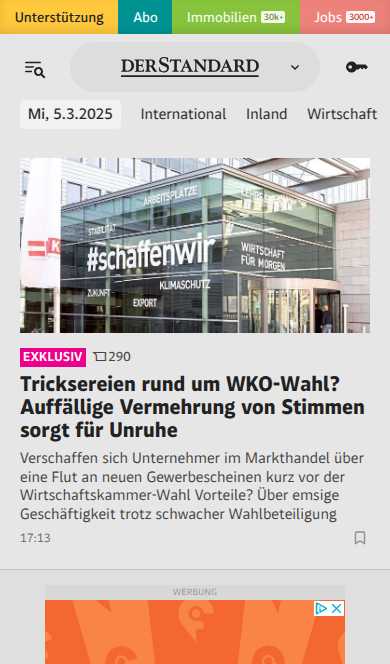 Unterstützung Abo Immobilien 30k+ Jobs 3000+
DERSTANDARD
Mi, 5.3.2025 International Inland Wirtschaft
ARBEITSPLÄTZE
STABILITÄT
#schaffenwir
WIRTSCHAFT
FÜR MORGEN
KLIMASCHUTZ
ZUKUNFT
EXPORT
EXKLUSIV 290
Tricksereien rund um WKO-Wahl?
Auffällige Vermehrung von Stimmen
sorgt für Unruhe
Verschaffen sich Unternehmer im Markthandel über
eine Flut an neuen Gewerbescheinen kurz vor der
Wirtschaftskammer-Wahl Vorteile? Über emsige
Geschäftigkeit trotz schwacher Wahlbeteiligung
17:13
WERBUNG